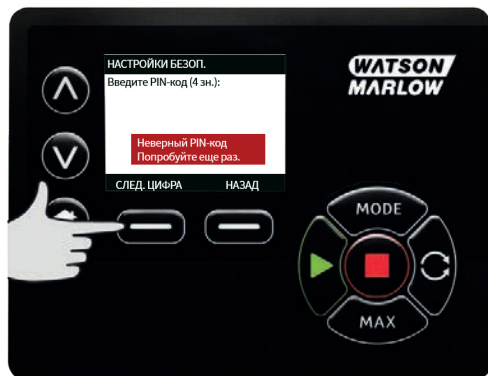 НАСТРОЙКИ БЕЗОП.
Введите PIN-код (4 зн.):
Неверный PIN-код
Попробуйте еще раз.
СЛЕД. ЦИФРА НАЗАД
WATSON
MARLOW
MODE
MAX